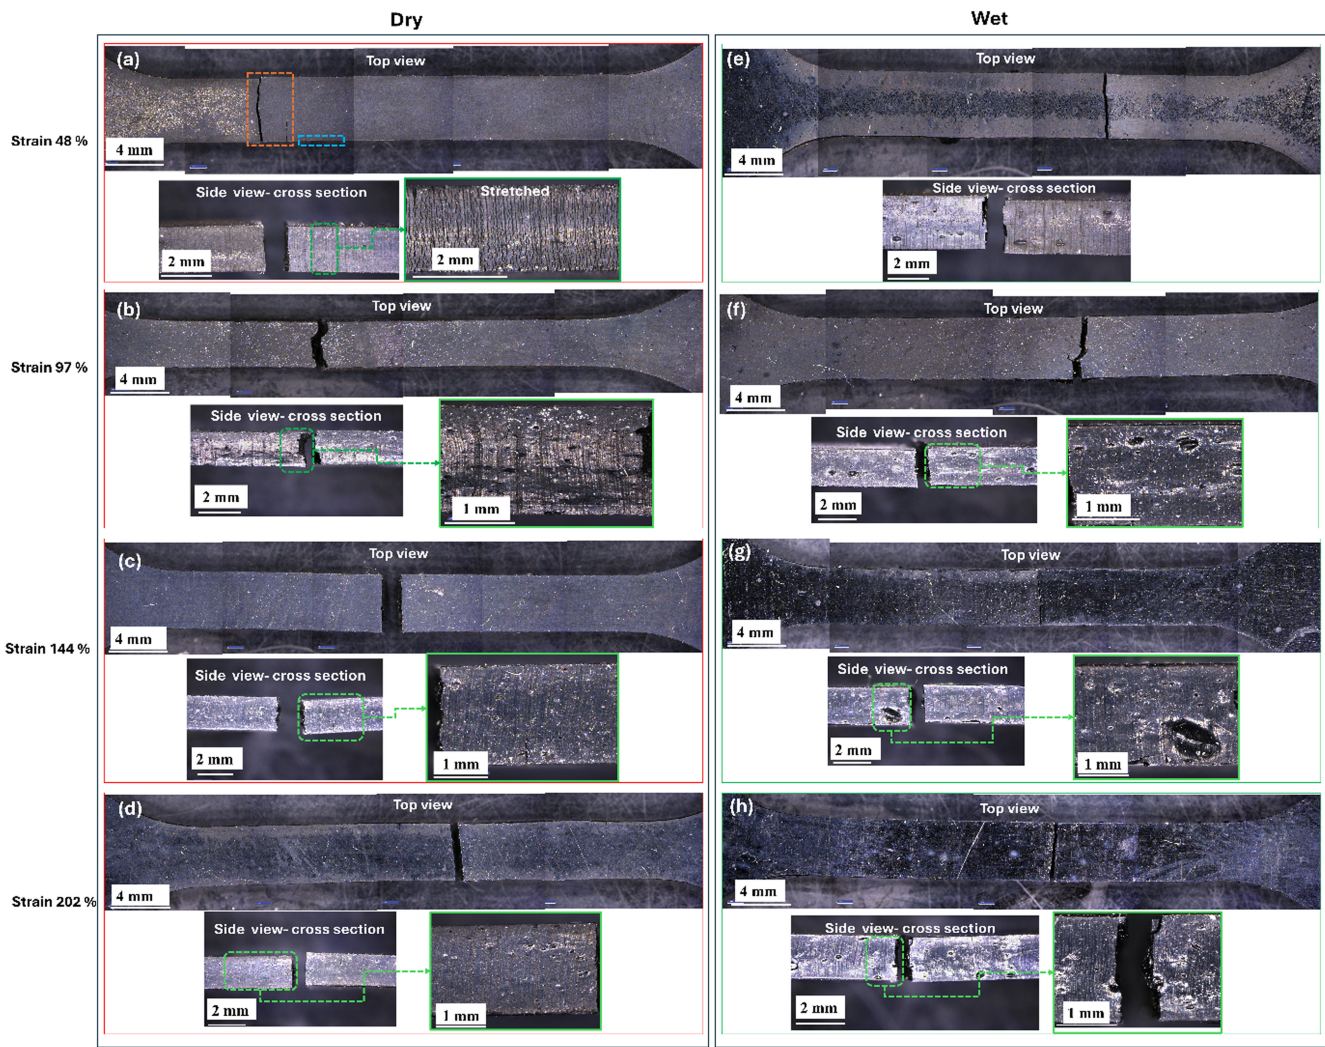 Dry
Wet
Strain 48 %
(a)
Top view
4 mm
Side view- cross section
2 mm
Stretched
2 mm
(e)
Top view
4 mm
Side view- cross section
2 mm
Strain 97 %
(b)
Top view
4 mm
Side view- cross section
2 mm
1 mm
(f)
Top view
4 mm
Side view- cross section
2 mm
1 mm
Strain 144 %
(c)
Top view
4 mm
Side view- cross section
2 mm
1 mm
(g)
Top view
4 mm
Side view- cross section
2 mm
1 mm
Strain 202 %
(d)
Top view
4 mm
Side view- cross section
2 mm
1 mm
(h)
Top view
4 mm
Side view- cross section
2 mm
1 mm